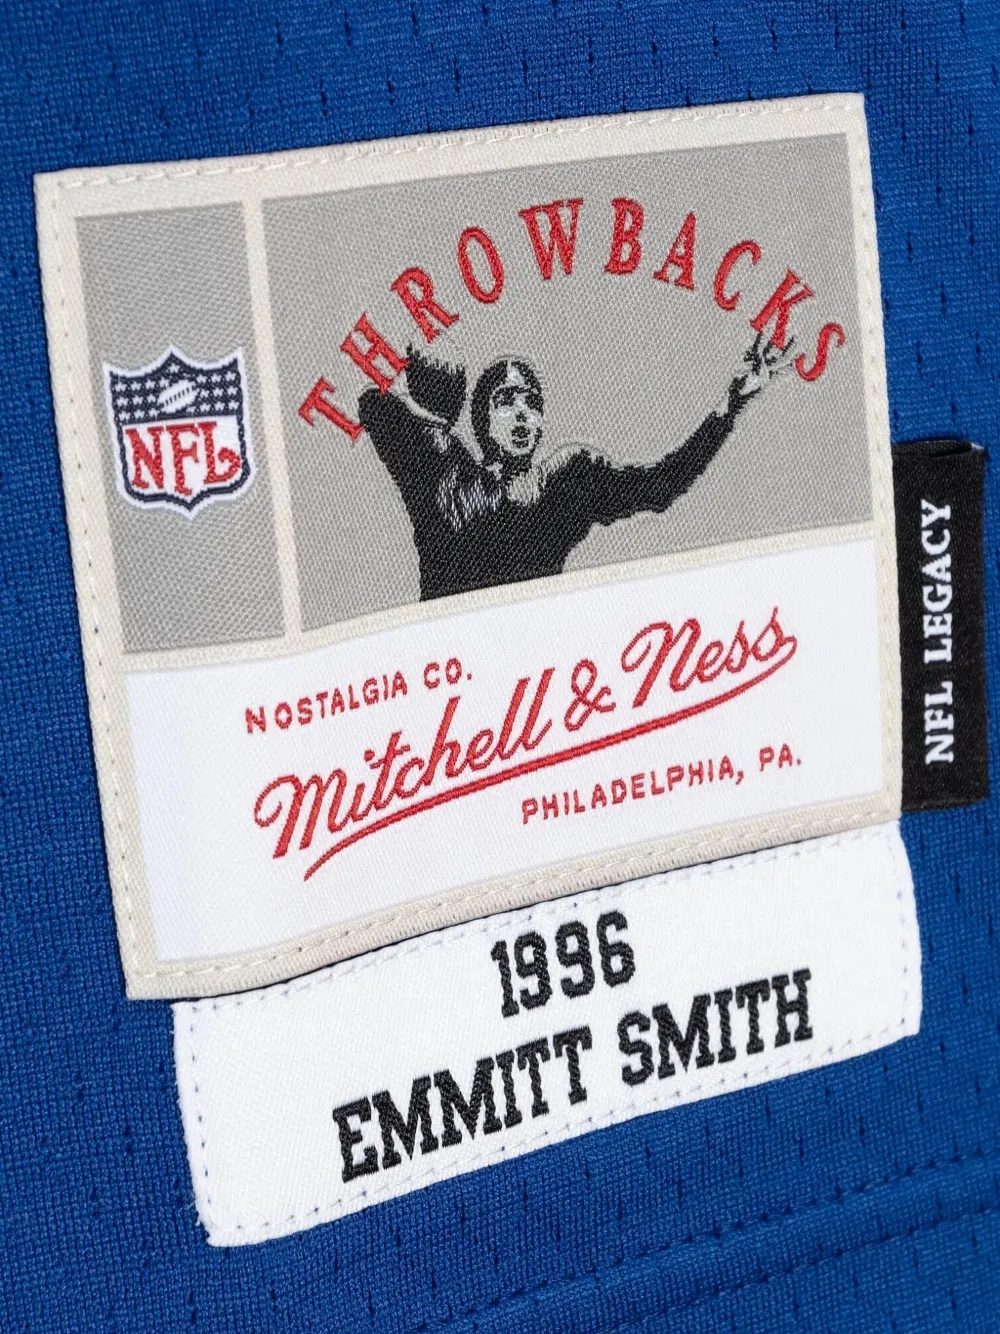 THROWBACKS
NFL
NOSTALGIA CO.
Mitchell & Ness
PHILADELPHIA, PA.
NFL LEGACY
1996
EMMITT SMITH